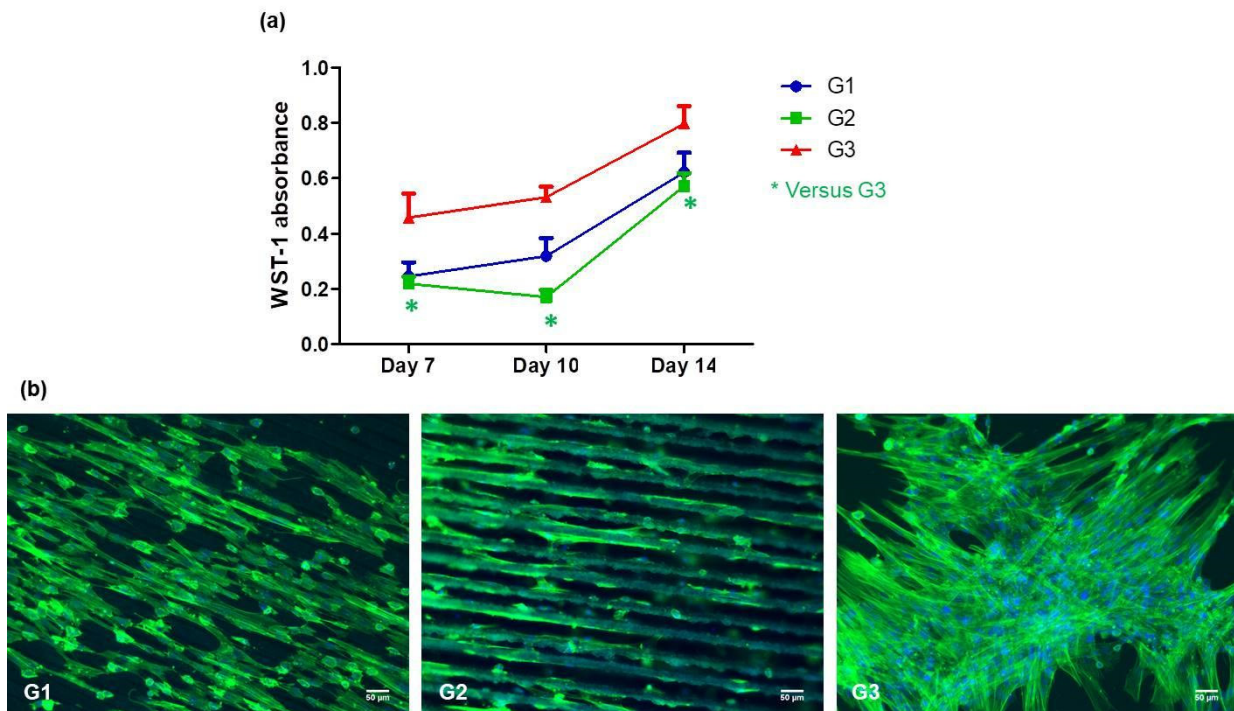 (a)
WST-1 absorbance
1.0
0.8
0.6
0.4
0.2
0.0
Day 7 Day 10 Day 14
G1
G2
G3
* Versus G3
*
*
*
(b)
G1
50 µm
G2
50 µm
G3
50 µm